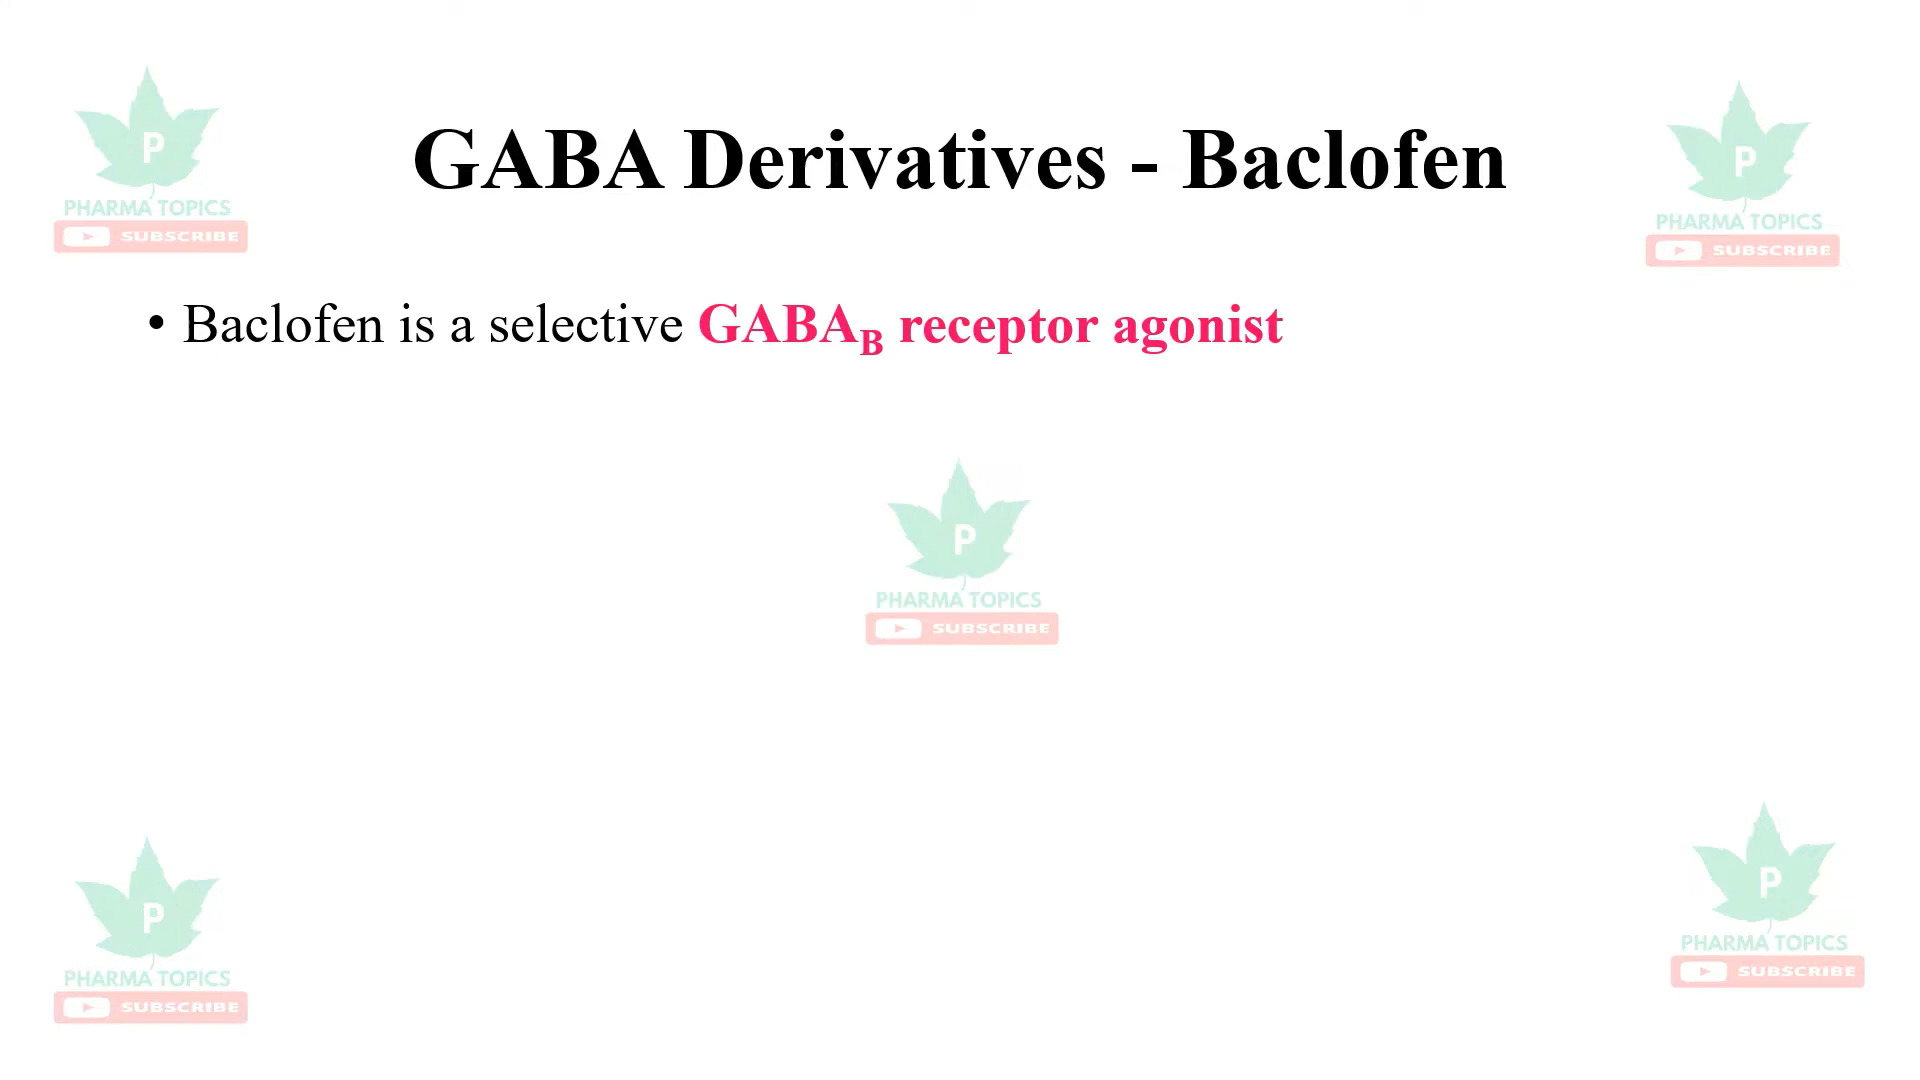 P
PHARMA TOPICS
SUBSCRIBE
P
PHARMA TOPICS
SUBSCRIBE
GABA Derivatives - Baclofen
• Baclofen is a selective GABA_B receptor agonist
P
PHARMA TOPICS
SUBSCRIBE
P
PHARMA TOPICS
SUBSCRIBE
P
PHARMA TOPICS
SUBSCRIBE